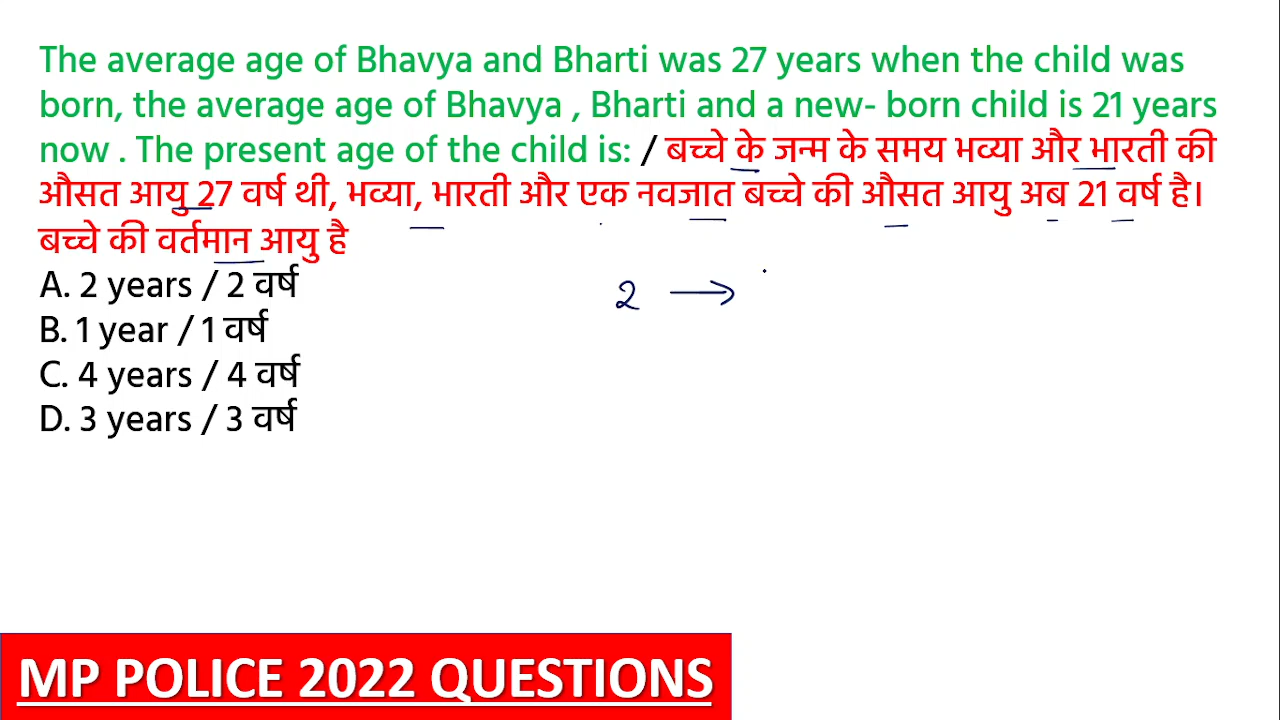 The average age of Bhavya and Bharti was 27 years when the child was
born, the average age of Bhavya , Bharti and a new- born child is 21 years
now . The present age of the child is: / बच्चे के जन्म के समय भव्या और भारती की
औसत आयु 27 वर्ष थी, भव्या, भारती और एक नवजात बच्चे की औसत आयु अब 21 वर्ष है।
बच्चे की वर्तमान आयु है
A. 2 years / 2 वर्ष
2 →
B. 1 year / 1 वर्ष
C. 4 years / 4 वर्ष
D. 3 years / 3 वर्ष
MP POLICE 2022 QUESTIONS